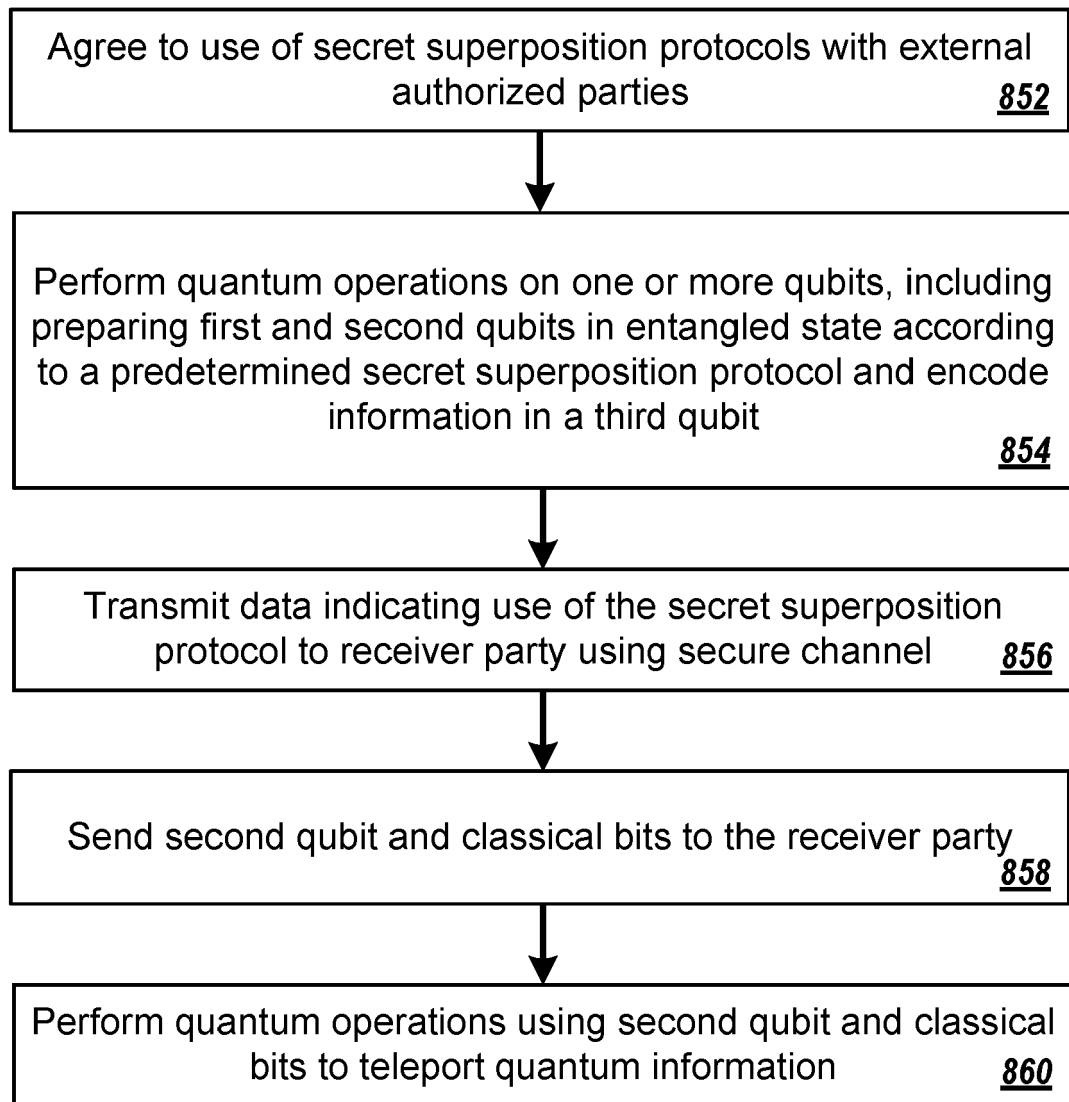 Agree to use of secret superposition protocols with external
authorized parties
852
Perform quantum operations on one or more qubits, including
preparing first and second qubits in entangled state according
to a predetermined secret superposition protocol and encode
information in a third qubit
854
Transmit data indicating use of the secret superposition
protocol to receiver party using secure channel
856
Send second qubit and classical bits to the receiver party
858
Perform quantum operations using second qubit and classical
bits to teleport quantum information
860